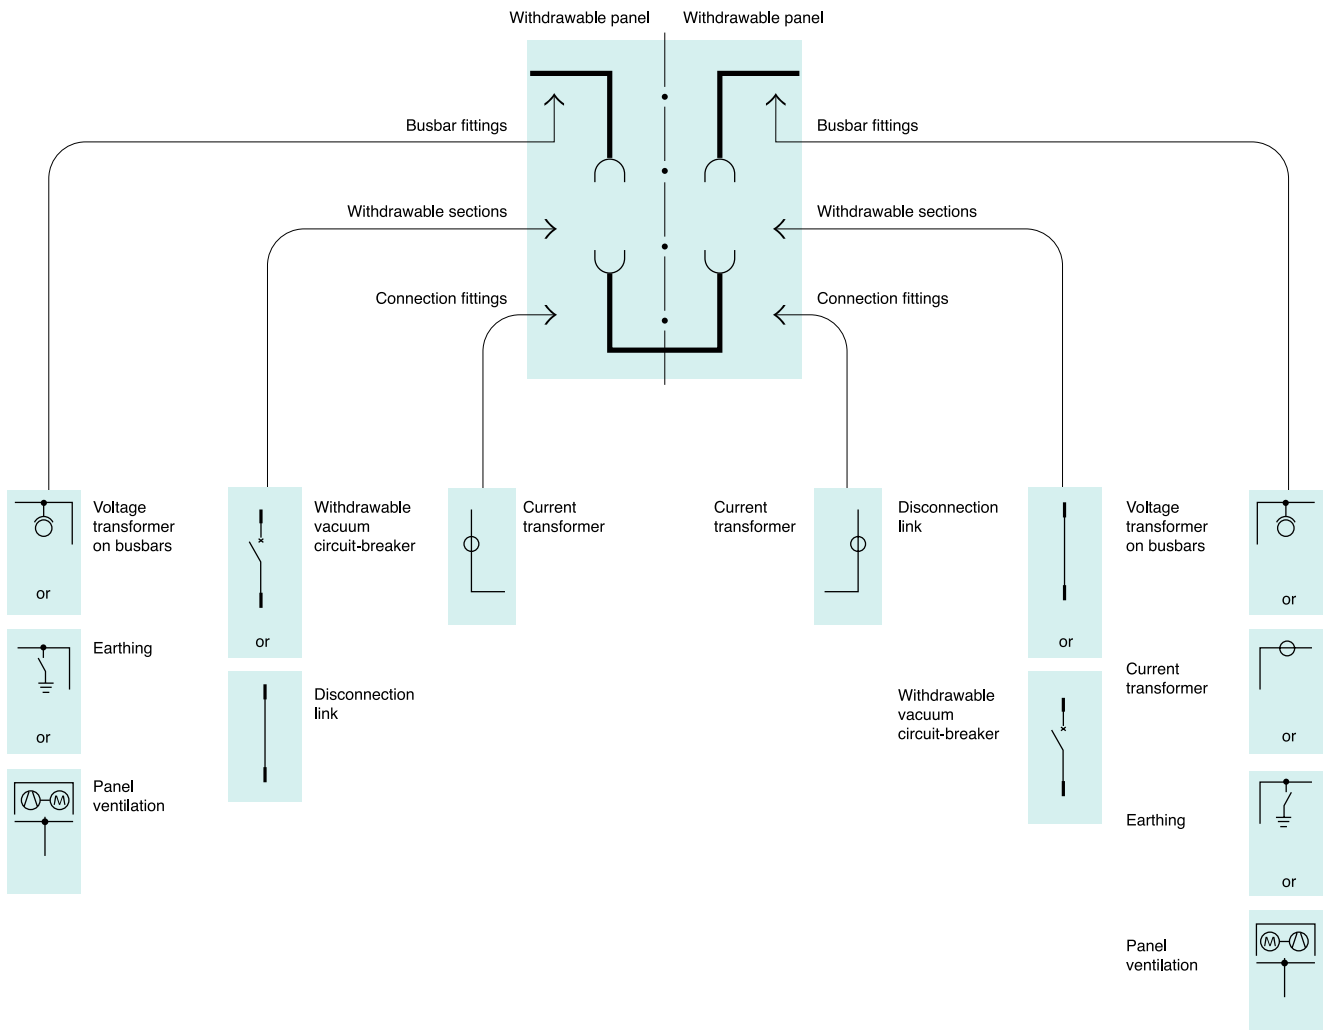 Withdrawable panel
Withdrawable panel
Busbar fittings
Busbar fittings
Withdrawable sections
Withdrawable sections
Connection fittings
Connection fittings
Voltage
transformer
on busbars
or
Earthing
or
Panel
ventilation
M
Withdrawable
vacuum
circuit-breaker
or
Disconnection
link
Current
transformer
Current
transformer
Disconnection
link
or
Withdrawable
vacuum
circuit-breaker
Voltage
transformer
on busbars
or
Current
transformer
or
Earthing
or
Panel
ventilation
M